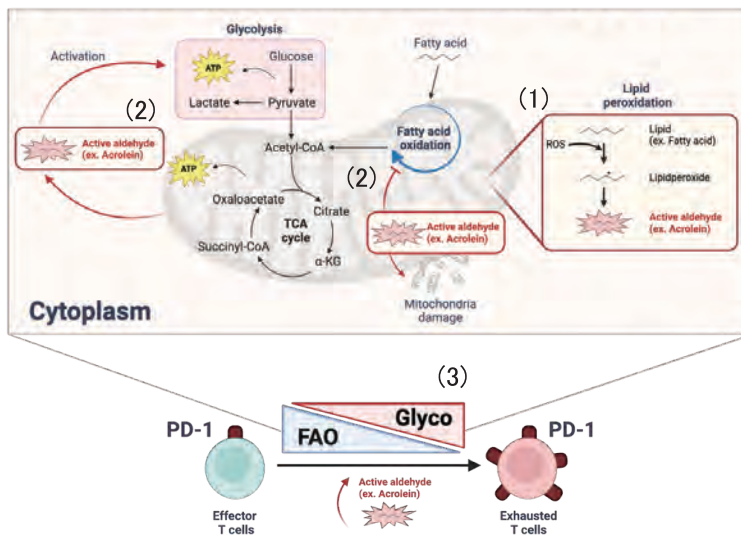 Glycolysis
Activation
ATP
Glucose
Lactate
Pyruvate
(2)
Active aldehyde
(ex. Acrolein)
ATP
Acetyl-CoA
Oxaloacetate
Citrate
TCA
cycle
Succinyl-CoA
α-KG
Fatty acid
Fatty acid
oxidation
(2)
Active aldehyde
(ex. Acrolein)
Mitochondria
damage
(1)
Lipid
peroxidation
ROS
Lipid
(ex. Fatty acid)
Lipidperoxide
Active aldehyde
(ex. Acrolein)
Cytoplasm
(3)
PD-1
FAO
Glyco
PD-1
Active aldehyde
(ex. Acrolein)
Effector
T cells
Exhausted
T cells